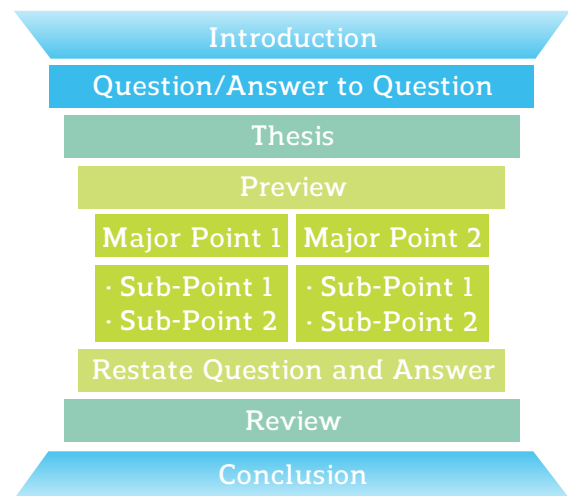 Introduction
Question/Answer to Question
Thesis
Preview
Major Point 1
Major Point 2
· Sub-Point 1
· Sub-Point 2
· Sub-Point 1
· Sub-Point 2
Restate Question and Answer
Review
Conclusion